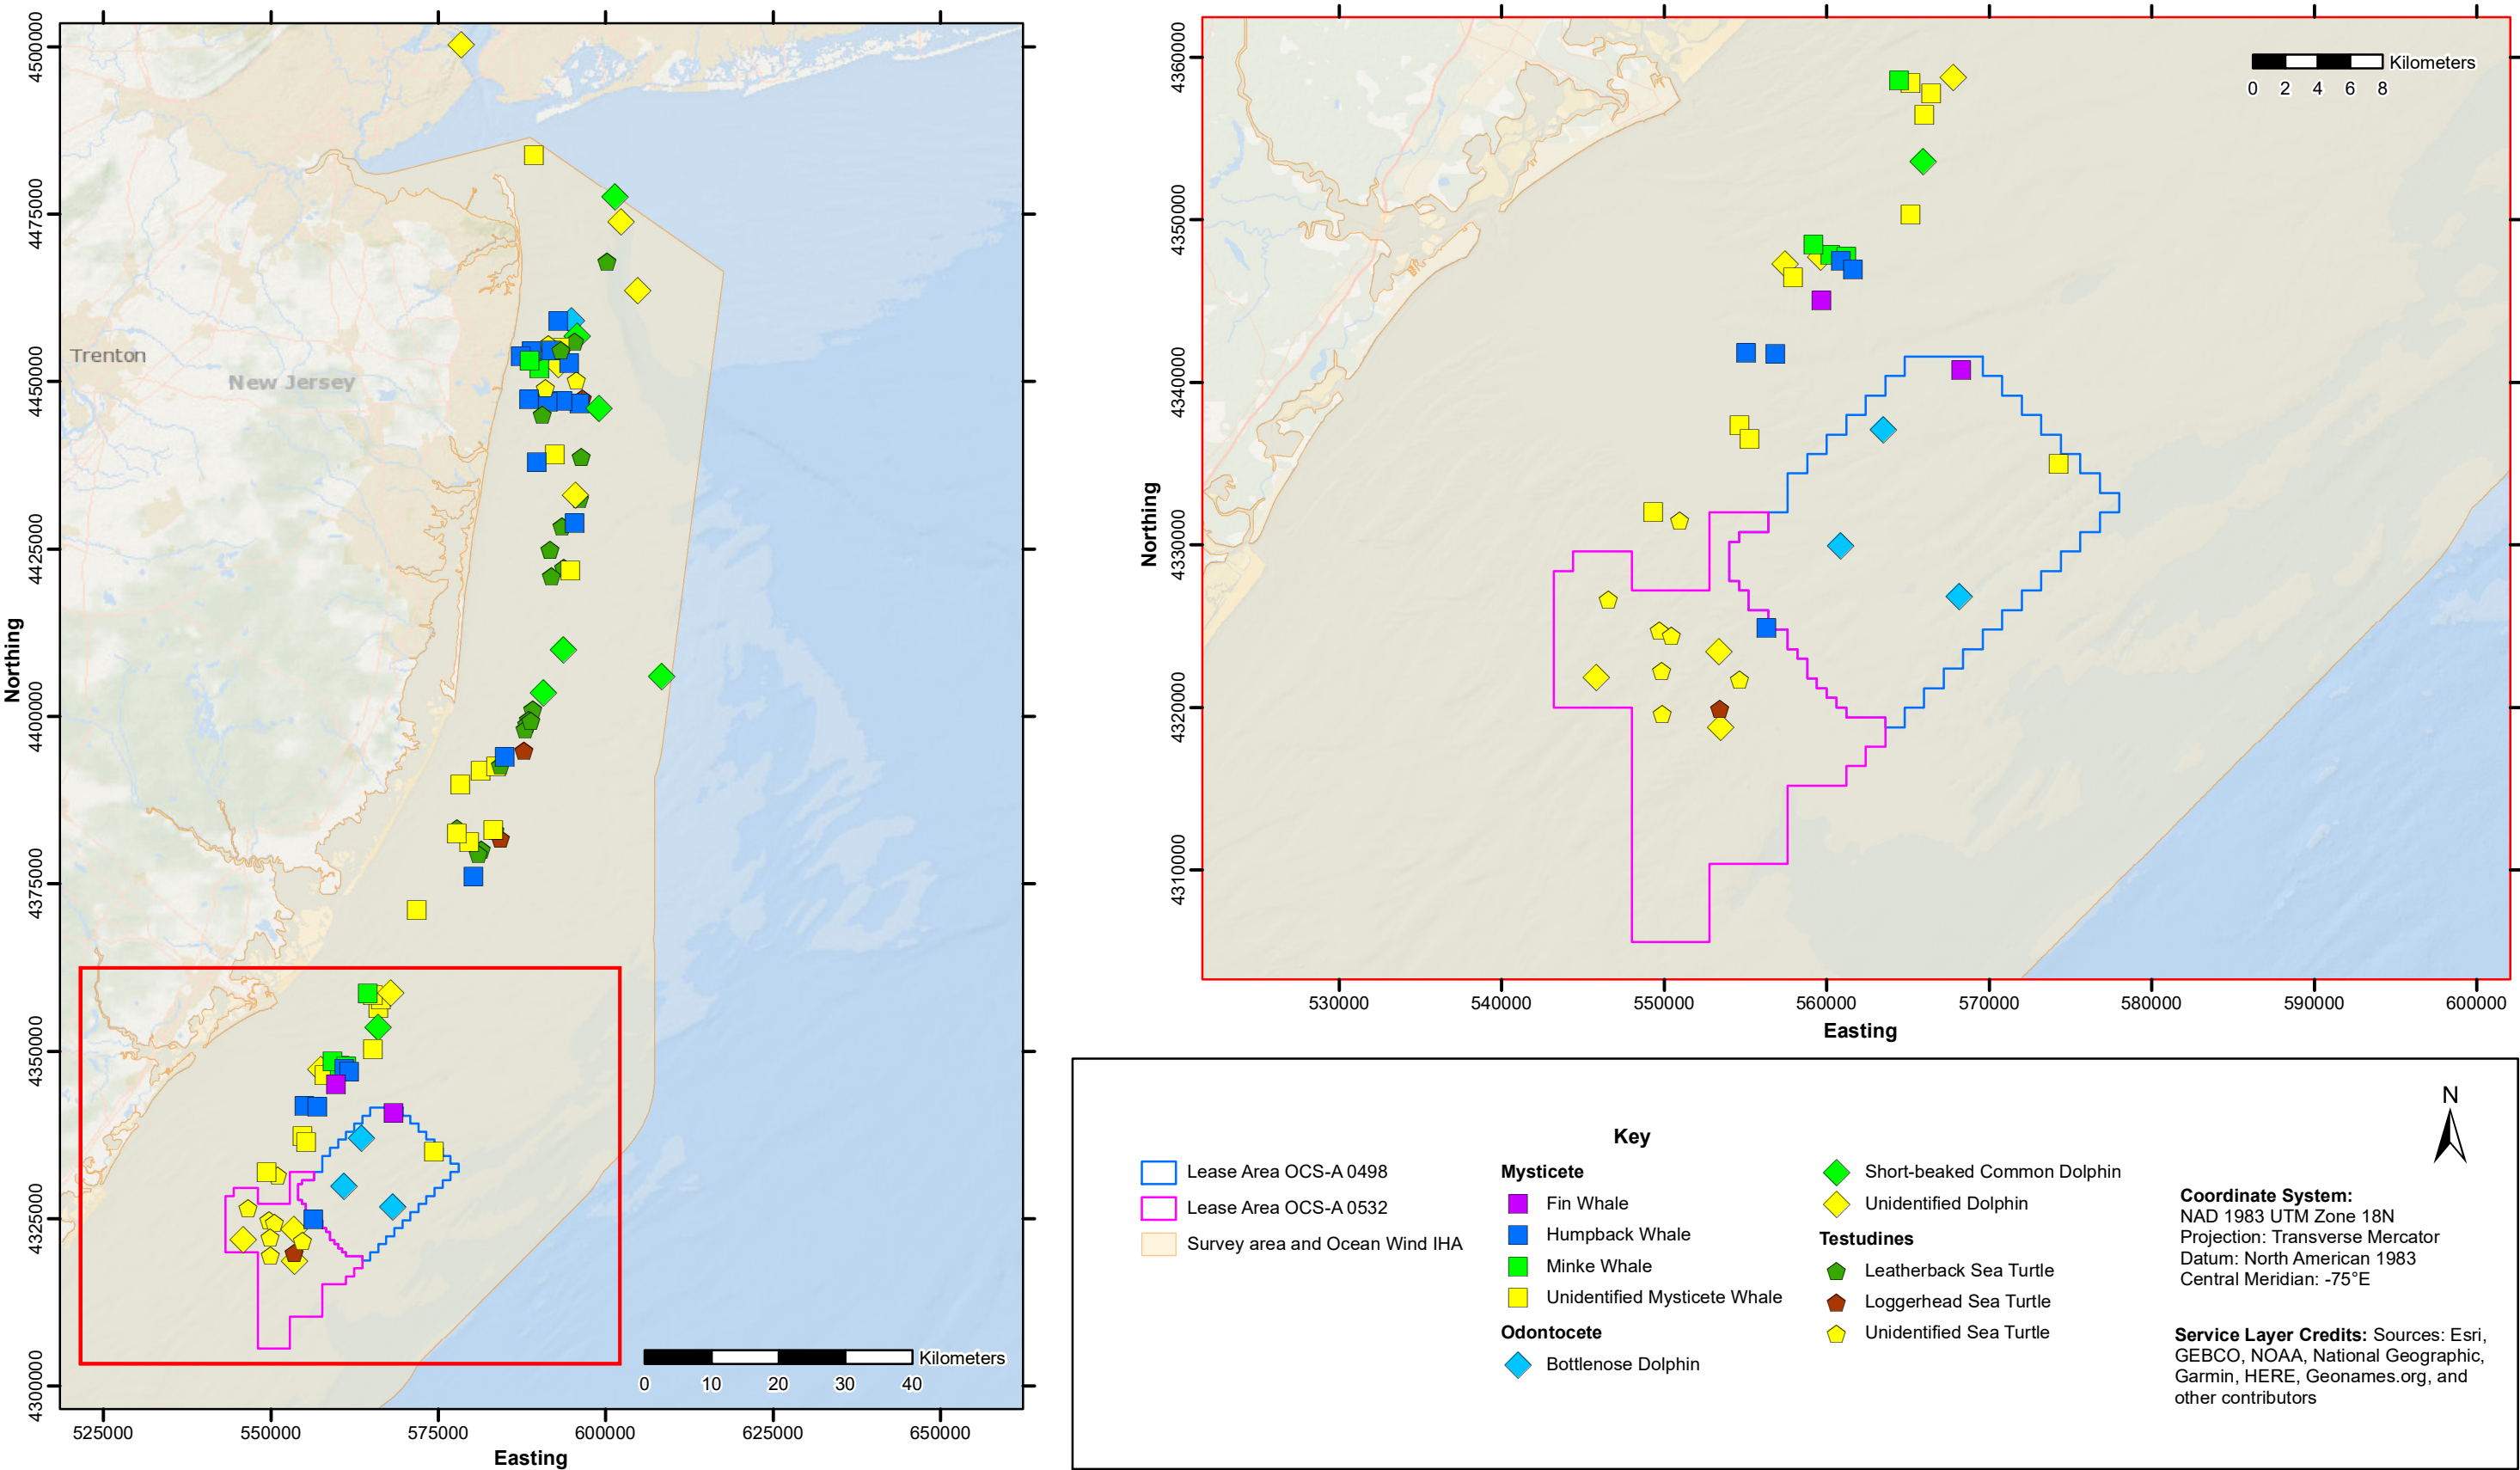 4500000
4475000
4450000
4425000
4400000
4375000
4350000
4325000
4300000
Northing
Trenton
New Jersey
Kilometers
0 10 20 30 40
525000 550000 575000 600000 625000 650000
Easting
4360000
4350000
4340000
4330000
4320000
4310000
Northing
Kilometers
0 2 4 6 8
530000 540000 550000 560000 570000 580000 590000 600000
Easting
Key
Lease Area OCS-A 0498
Lease Area OCS-A 0532
Survey area and Ocean Wind IHA
Mysticete
Fin Whale
Humpback Whale
Minke Whale
Unidentified Mysticete Whale
Odontocete
Bottlenose Dolphin
Short-beaked Common Dolphin
Unidentified Dolphin
Testudines
Leatherback Sea Turtle
Loggerhead Sea Turtle
Unidentified Sea Turtle
N
Coordinate System:
NAD 1983 UTM Zone 18N
Projection: Transverse Mercator
Datum: North American 1983
Central Meridian: -75°E
Service Layer Credits: Sources: Esri,
GEBCO, NOAA, National Geographic,
Garmin, HERE, Geonames.org, and
other contributors